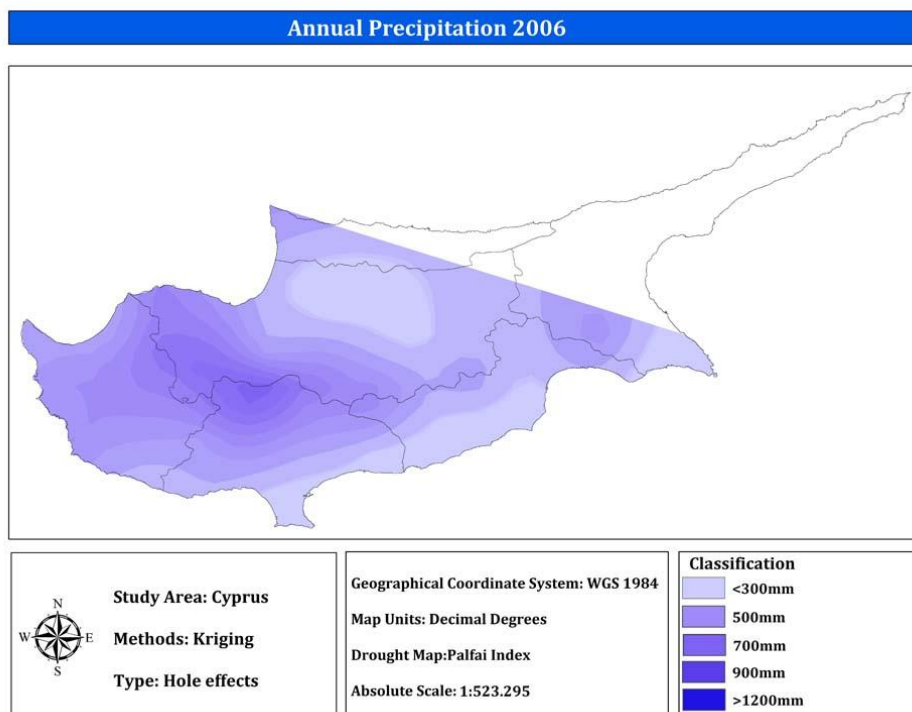 Annual Precipitation 2006
N
W E
S
Study Area: Cyprus
Methods: Kriging
Type: Hole effects
Geographical Coordinate System: WGS 1984
Map Units: Decimal Degrees
Drought Map:Palfai Index
Absolute Scale: 1:523.295
Classification
<300mm
500mm
700mm
900mm
>1200mm